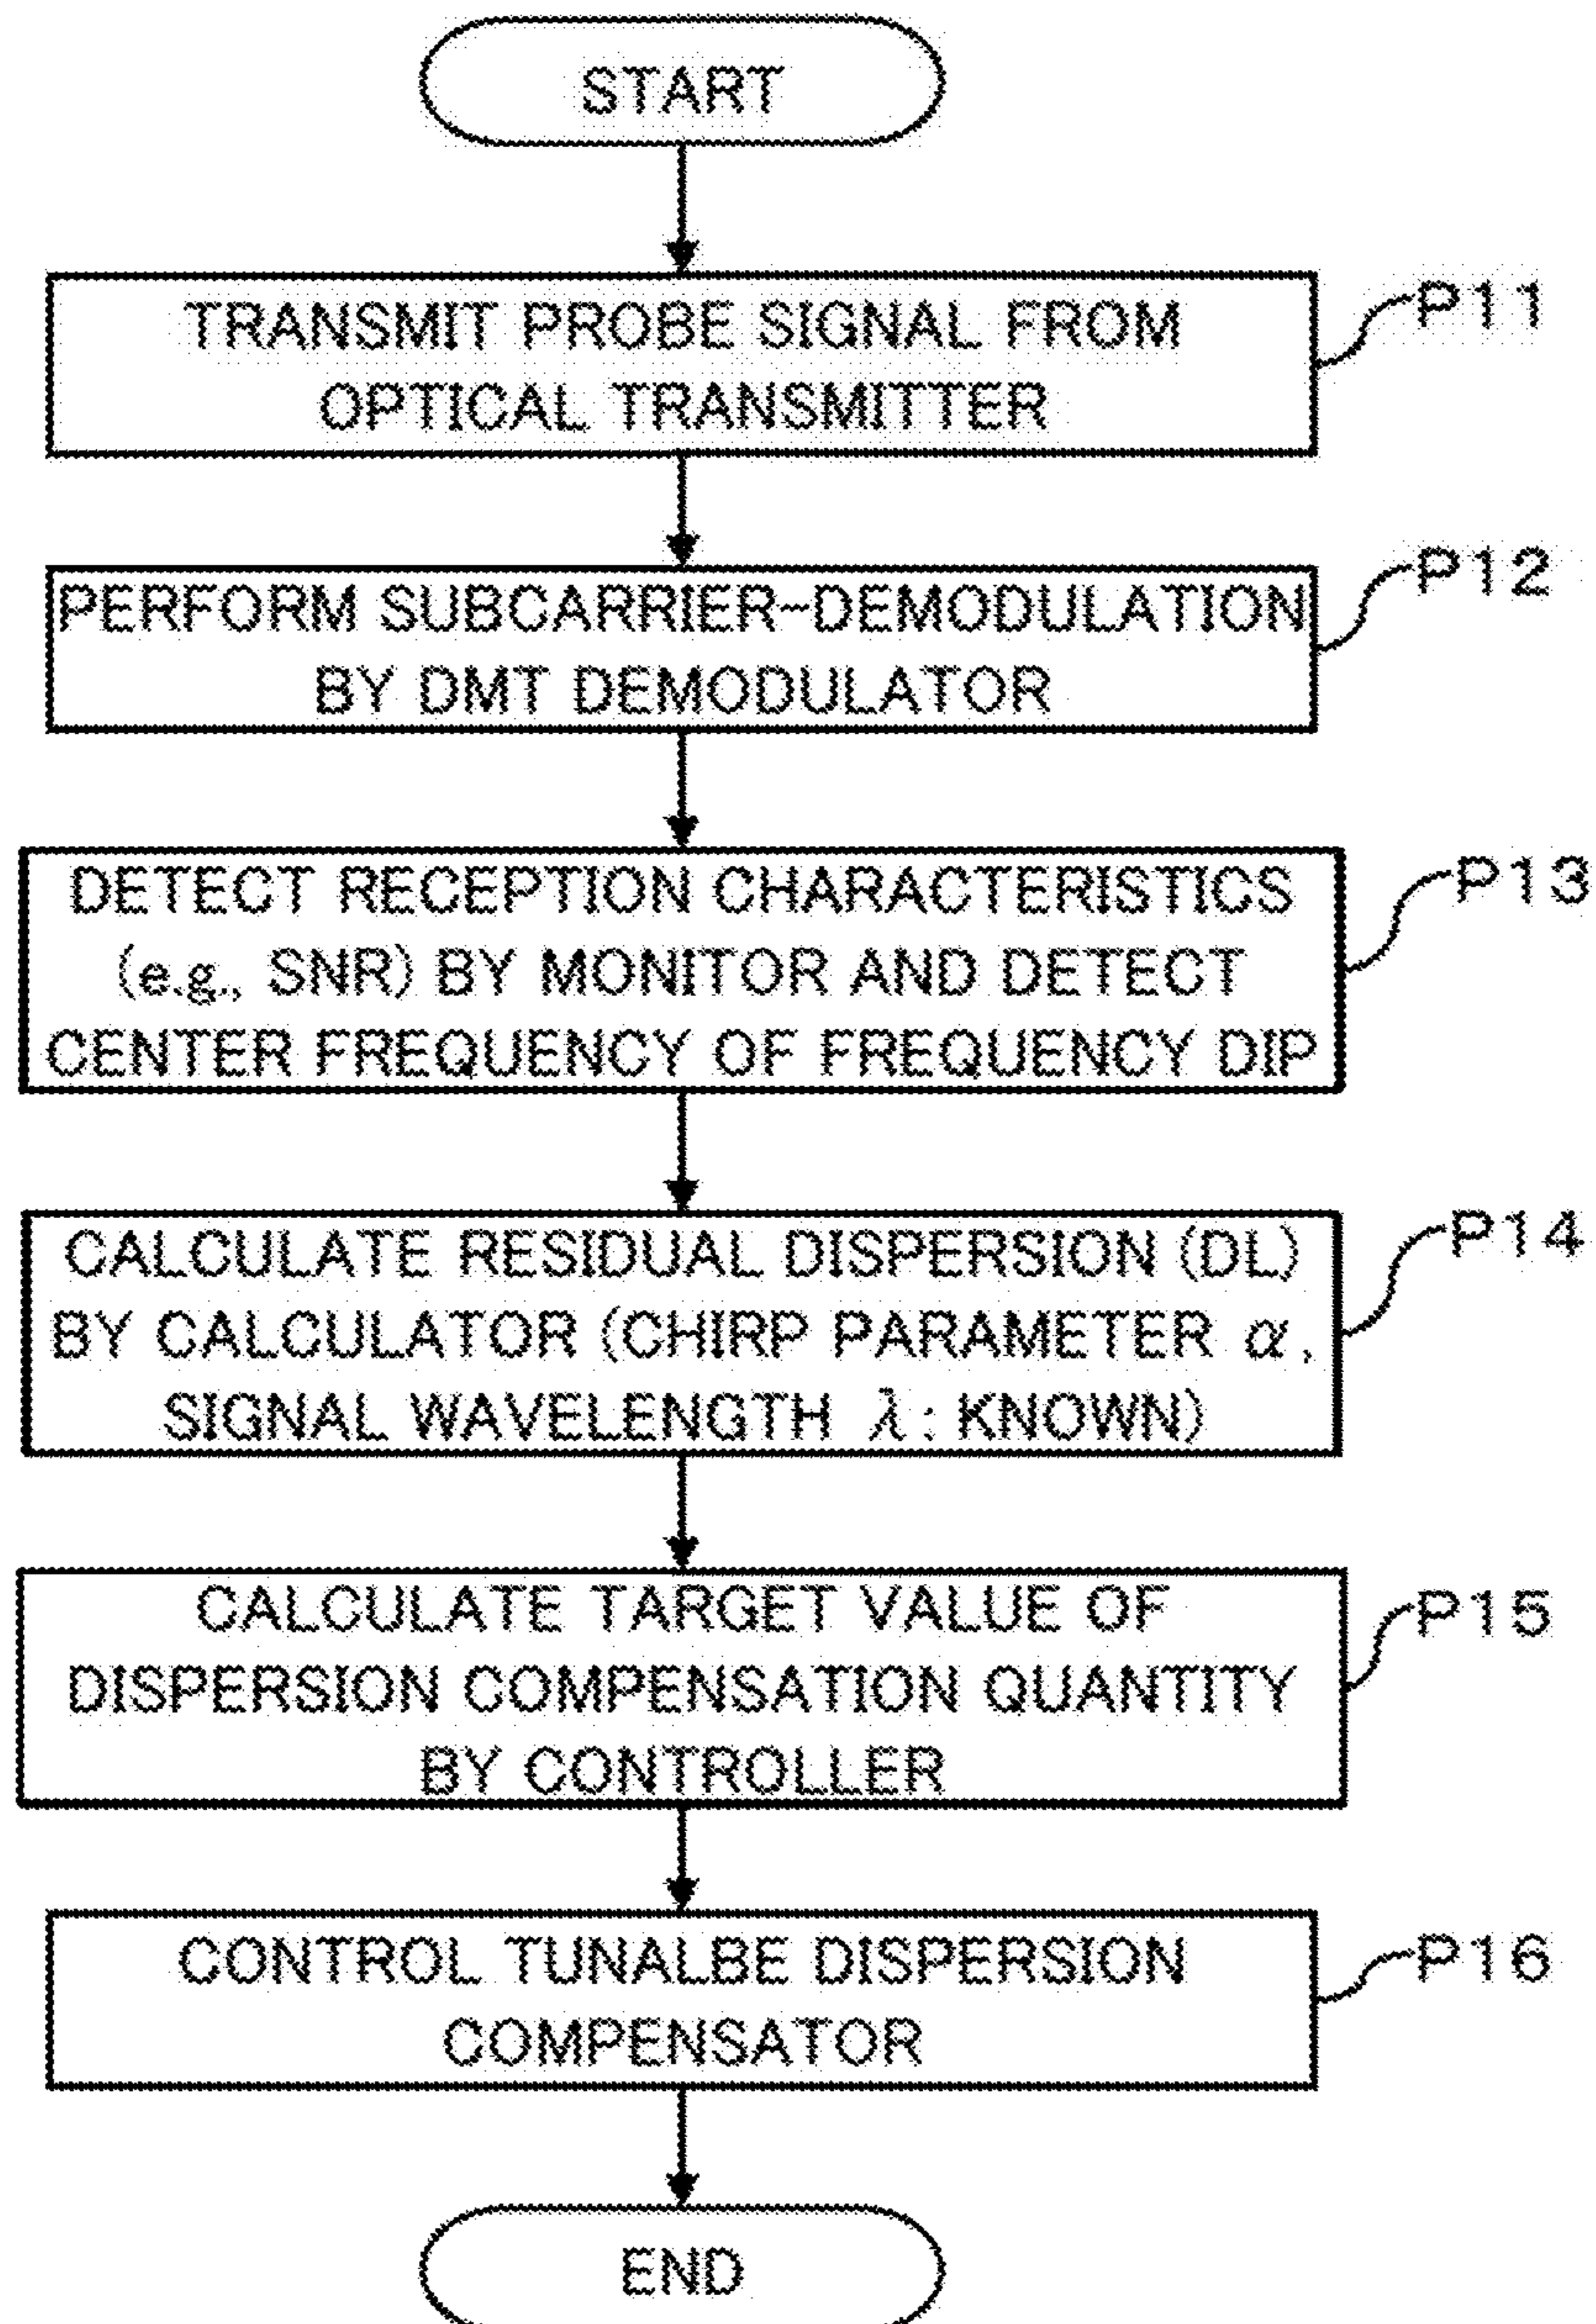 START
TRANSMIT PROBE SIGNAL FROM
OPTICAL TRANSMITTER
P11
PERFORM SUBCARRIER-DEMODULATION
BY DMT DEMODULATOR
P12
DETECT RECEPTION CHARACTERISTICS
(e.g., SNR) BY MONITOR AND DETECT
CENTER FREQUENCY OF FREQUENCY DIP
P13
CALCULATE RESIDUAL DISPERSION (DL)
BY CALCULATOR (CHIRP PARAMETER α,
SIGNAL WAVELENGTH λ: KNOWN)
P14
CALCULATE TARGET VALUE OF
DISPERSION COMPENSATION QUANTITY
BY CONTROLLER
P15
CONTROL TUNALBE DISPERSION
COMPENSATOR
P16
END